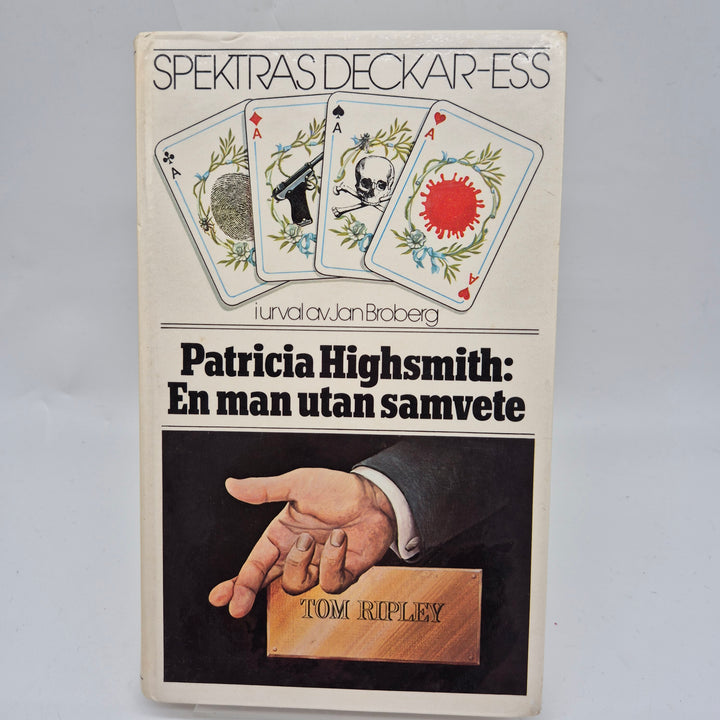 SPEKTRAS DECKAR-ESS
A
A
A
A
A
i urval av Jan Broberg
Patricia Highsmith:
En man utan samvete
TOM RIPLEY